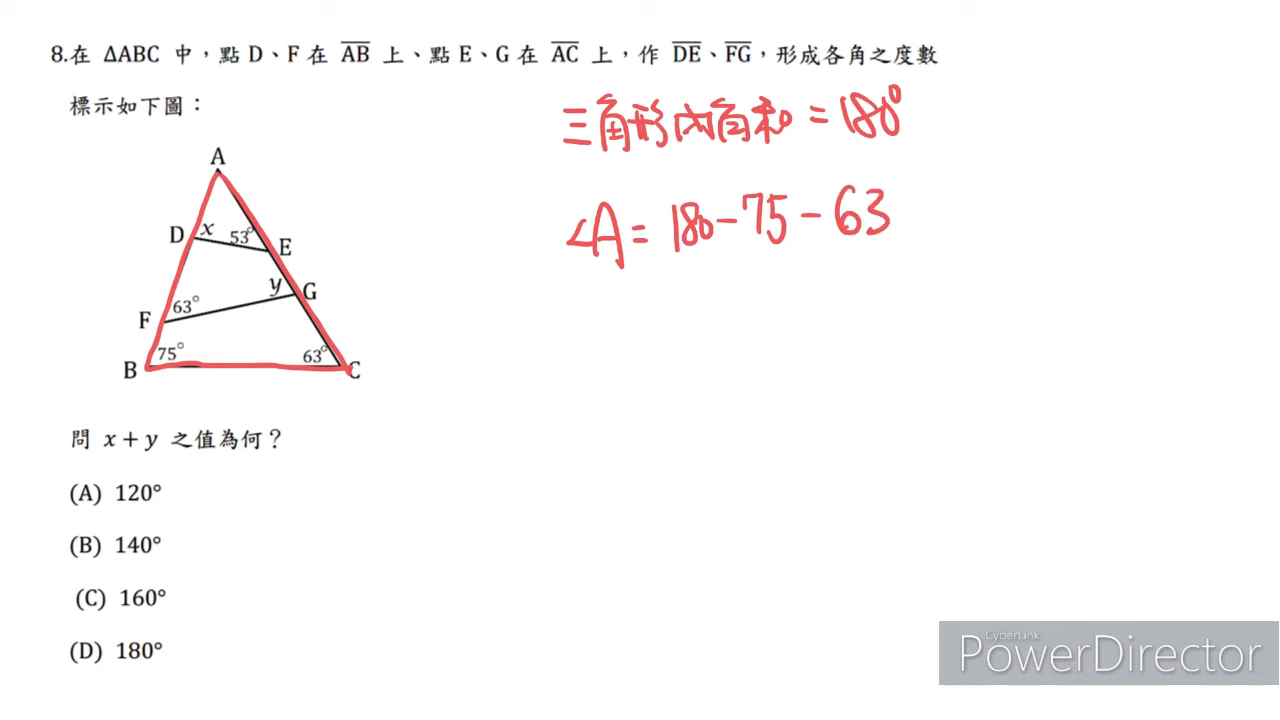 8.在 ΔABC 中，點 D、F 在 AB 上、點 E、G 在 AC 上，作 DE、FG，形成各角之度數
標示如下圖：
三角形內角和 = 180°
∠A = 180 - 75 - 63
A
D
x
53°
E
y
G
63°
F
75°
63°
B
C
問 x + y 之值為何？
(A) 120°
(B) 140°
(C) 160°
(D) 180°
CyberLink
PowerDirector